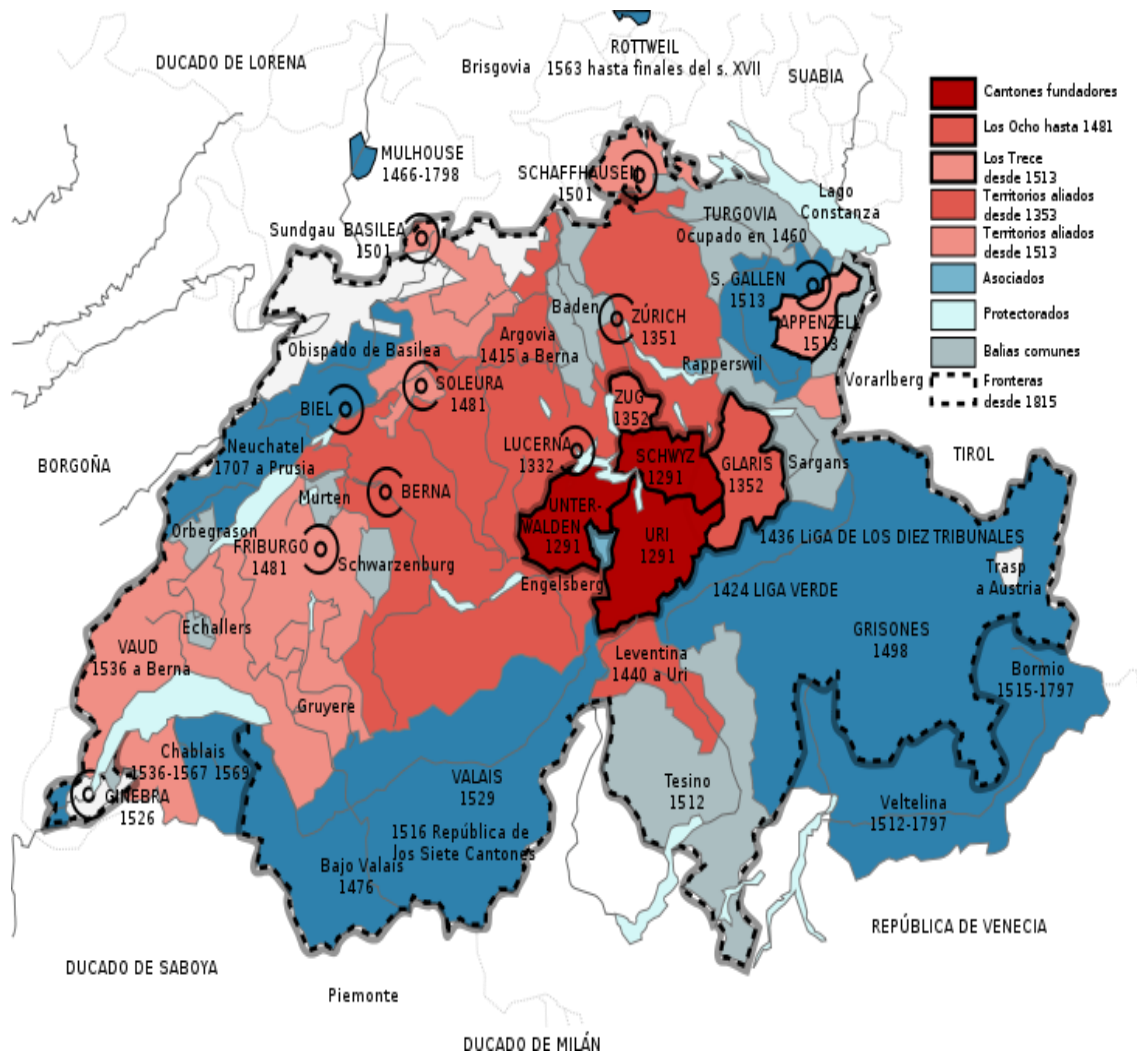 ROTTWEIL
1563 hasta finales del s. XVII
DUCADO DE LORENA
Brisgovia
SUABIA
MULHOUSE
1466-1798
SCHAFFHAUSEN
1501
Lago
Constanza
Sundgau BASILEA
1501
TURGOVIA
Ocupado en 1460
S. GALLEN
1513
APPENZELL
1513
Baden
ZÚRICH
1351
Argovia
1415 a Berna
Obispado de Basilea
Rapperswil
Vorarlberg
SOLEURA
1481
BIEL
ZUG
1352
Neuchatel
1707 a Prusia
LUCERNA
1332
SCHWYZ
1291
GLARIS
1352
Sargans
TIROL
BORGOÑA
BERNA
Murten
UNTER-
WALDEN
1291
URI
1291
Orbegrason
FRIBURGO
1481
Schwarzenburg
Engelsberg
1436 LiGA DE LOS DIEZ TRIBUNALES
Trasp
a Austria
1424 LIGA VERDE
Echallers
GRISONES
1498
VAUD
1536 a Berna
Leventina
1440 a Uri
Bormio
1515-1797
Gruyere
Chablais
1536-1567 1569
GINEBRA
1526
VALAIS
1529
Tesino
1512
Veltelina
1512-1797
1516 República de
los Siete Cantones
Bajo Valais
1476
REPÚBLICA DE VENECIA
DUCADO DE SABOYA
Piemonte
DUCADO DE MILÁN
Cantones fundadores
Los Ocho hasta 1481
Los Trece
desde 1513
Territorios aliados
desde 1353
Territorios aliados
desde 1513
Asociados
Protectorados
Balias comunes
Fronteras
desde 1815